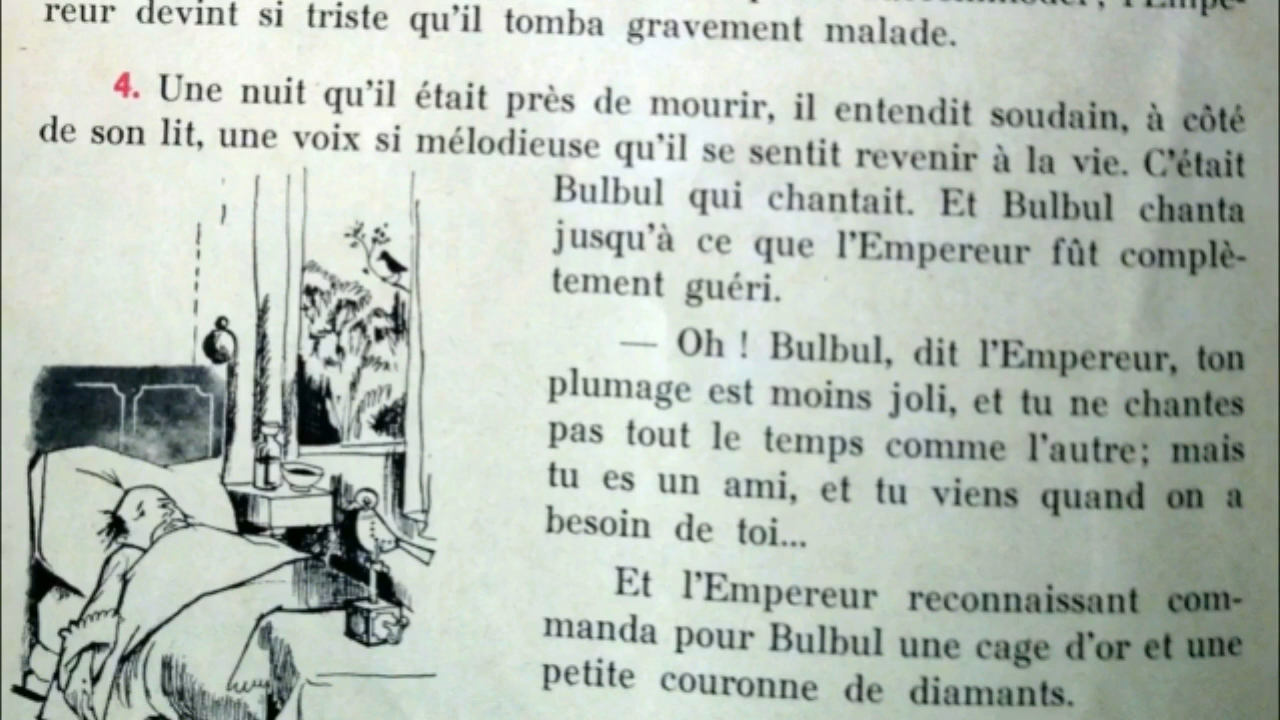 reur devint si triste qu'il tomba gravement malade.
4. Une nuit qu'il était près de mourir, il entendit soudain, à côté
de son lit, une voix si mélodieuse qu'il se sentit revenir à la vie. C'était
Bulbul qui chantait. Et Bulbul chanta
jusqu'à ce que l'Empereur fût complè-
tement guéri.
— Oh ! Bulbul, dit l'Empereur, ton
plumage est moins joli, et tu ne chantes
pas tout le temps comme l'autre; mais
tu es un ami, et tu viens quand on a
besoin de toi...
Et l'Empereur reconnaissant com-
manda pour Bulbul une cage d'or et une
petite couronne de diamants.